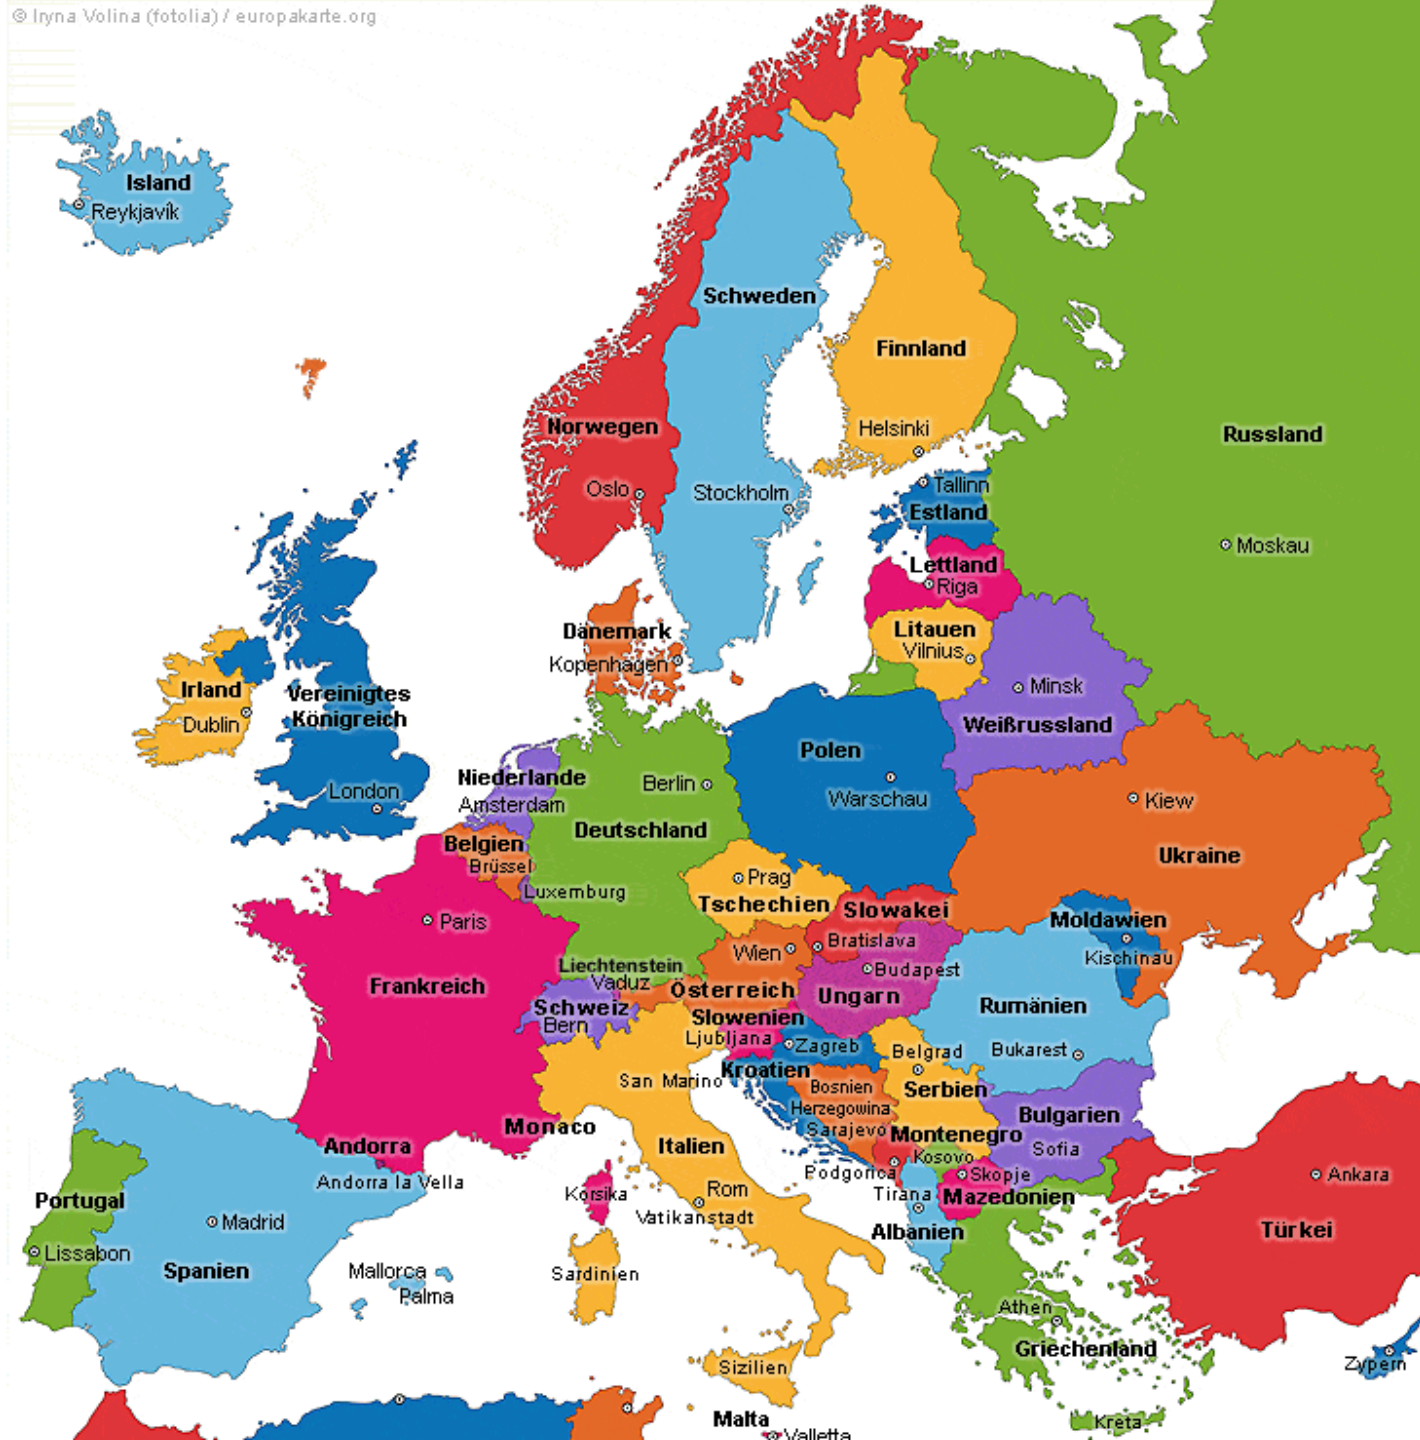 © Iryna Volina (fotolia) / europakarte.org
Island
Reykjavík
Schweden
Finnland
Norwegen
Helsinki
Russland
Oslo
Stockholm
Tallinn
Estland
Moskau
Lettland
Riga
Dänemark
Litauen
Vilnius
Kopenhagen
Irland
Dublin
Vereinigtes
Königreich
Minsk
Weißrussland
Polen
Warschau
Niederlande
Amsterdam
Berlin
London
Kiew
Deutschland
Belgien
Brüssel
Ukraine
Luxemburg
Prag
Tschechien
Slowakei
Moldawien
Paris
Wien
Bratislava
Kischinau
Liechtenstein
Vaduz
Budapest
Frankreich
Österreich
Ungarn
Schweiz
Bern
Slowenien
Ljubljana
Rumänien
Zagreb
Belgrad
Bukarest
Kroatien
San Marino
Bosnien
Herzegowina
Sarajevo
Serbien
Bulgarien
Monaco
Montenegro
Andorra
Italien
Kosovo
Sofia
Andorra la Vella
Podgorica
Skopje
Ankara
Portugal
Korsika
Rom
Vatikanstadt
Tirana
Mazedonien
Madrid
Albanien
Türkei
Lissabon
Spanien
Mallorca
Palma
Sardinien
Athen
Griechenland
Sizilien
Zypern
Malta
Valletta
Kreta